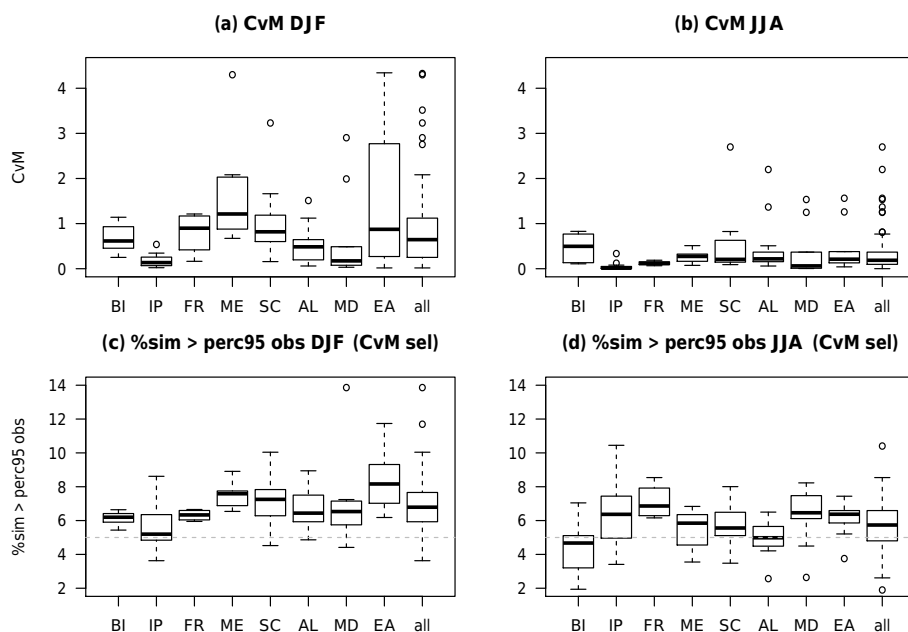 (a) CvM DJF
(b) CvM JJA
CvM
4
3
2
1
0
BI IP FR ME SC AL MD EA all
4
3
2
1
0
BI IP FR ME SC AL MD EA all
(c) %sim > perc95 obs DJF (CvM sel)
(d) %sim > perc95 obs JJA (CvM sel)
%sim > perc95 obs
14
12
10
8
6
4
2
BI IP FR ME SC AL MD EA all
14
12
10
8
6
4
2
BI IP FR ME SC AL MD EA all